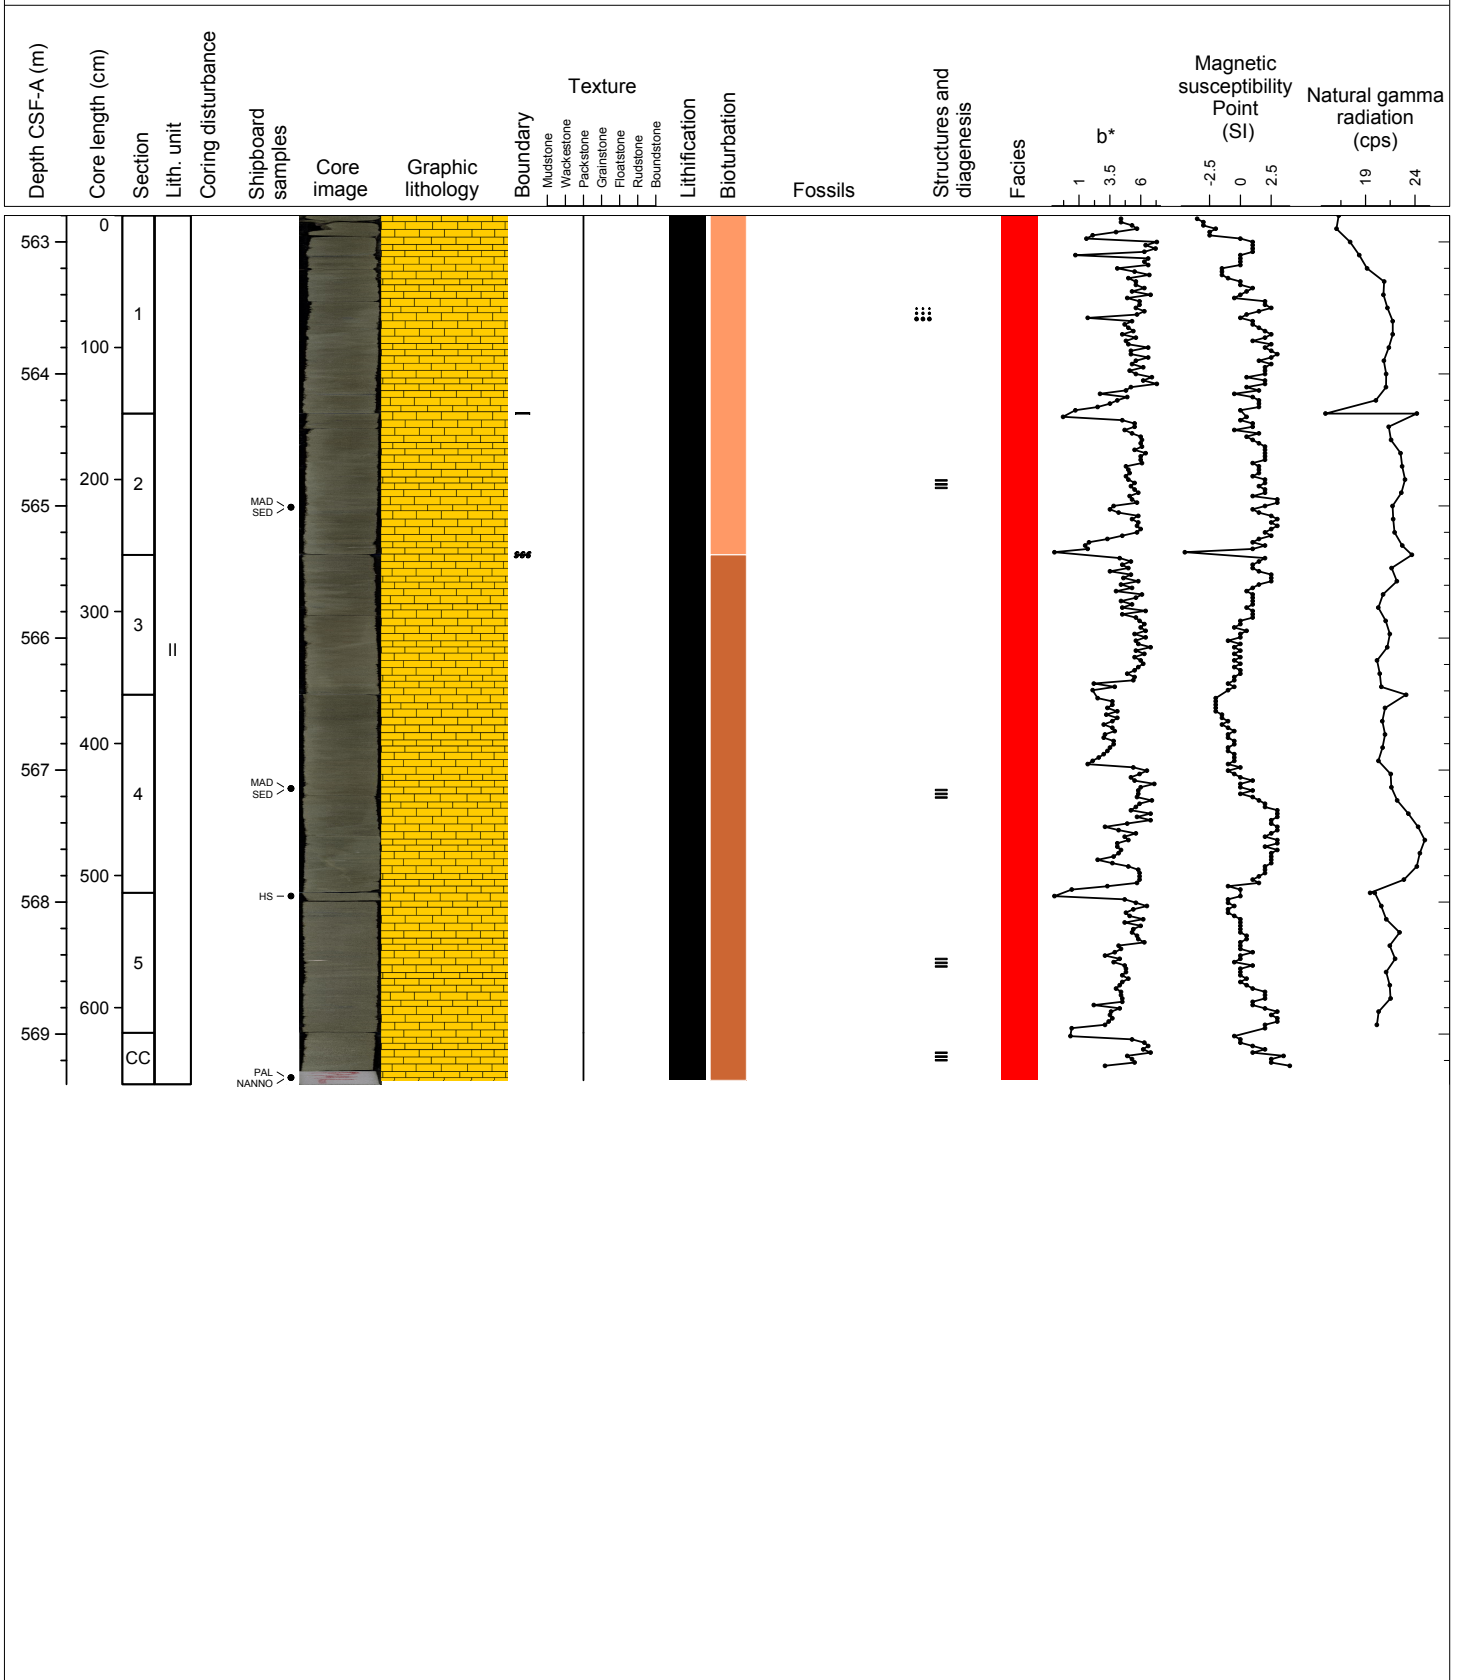 Depth CSF-A (m)
Core length (cm)
Section
Lith. unit
Coring disturbance
Shipboard
samples
Core
image
Graphic
lithology
Boundary
Texture
Mudstone
Wackestone
Packstone
Grainstone
Floatstone
Rudstone
Boundstone
Lithification
Bioturbation
Fossils
Structures and
diagenesis
Facies
b*
1
3.5
6
Magnetic
susceptibility
Point
(SI)
-2.5
0
2.5
Natural gamma
radiation
(cps)
19
24
563
564
565
566
567
568
569
0
100
200
300
400
500
600
1
2
3
4
5
CC
II
MAD
SED
MAD
SED
HS
PAL
NANNO